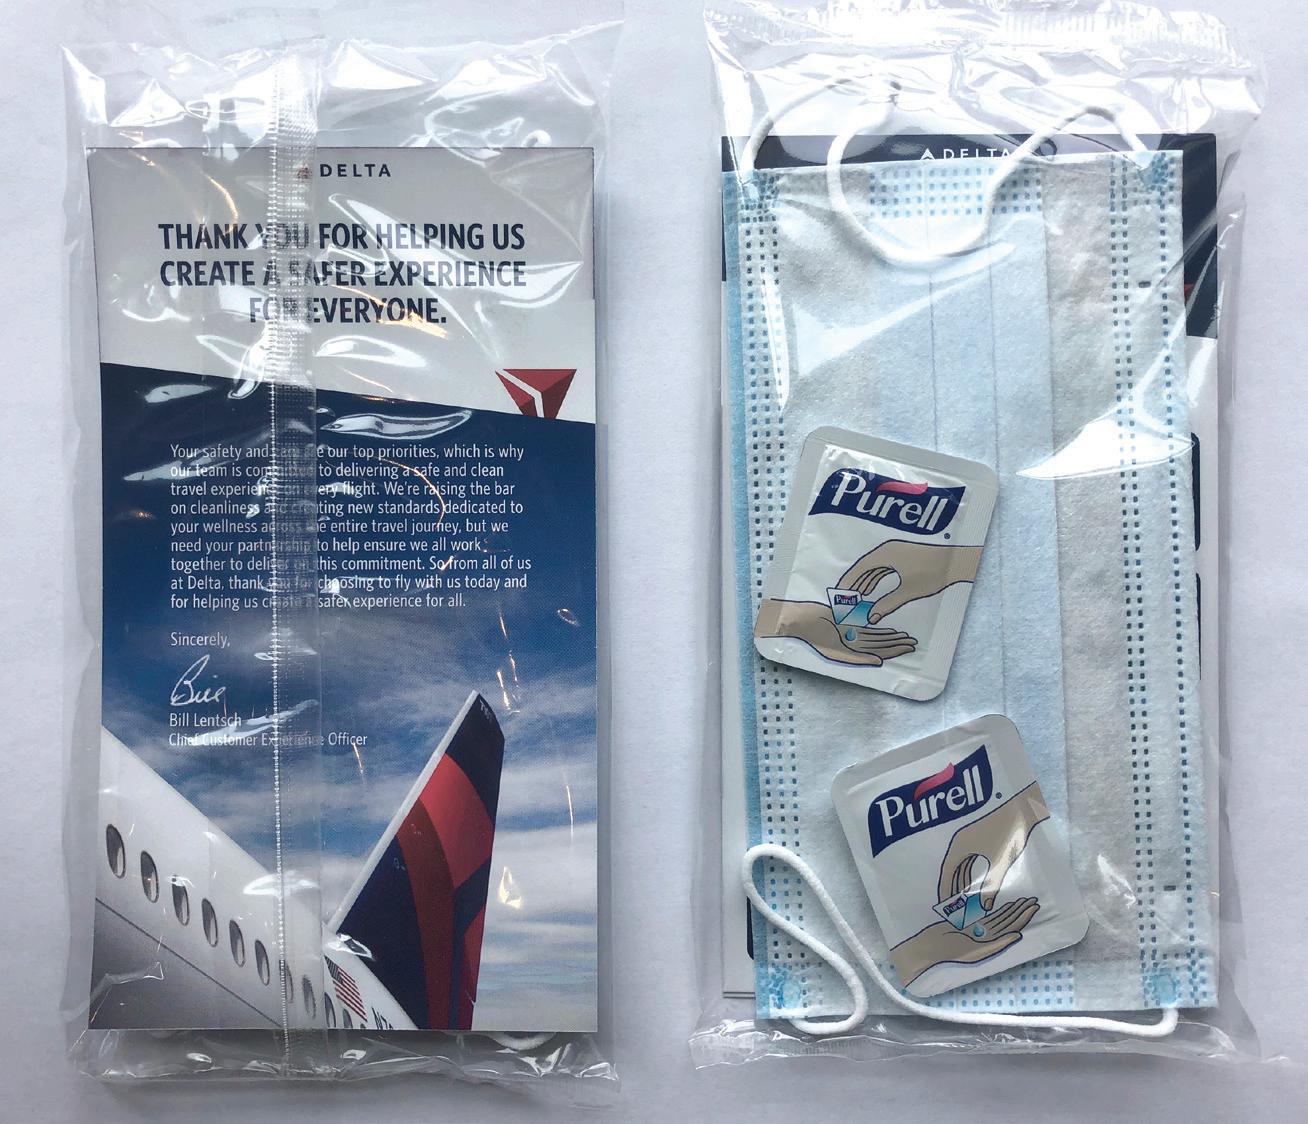 DELTA
THANK YOU FOR HELPING US
CREATE A SAFER EXPERIENCE
FOR EVERYONE.
Your safety and care are our top priorities, which is why
our team is committed to delivering a safe and clean
travel experience on every flight. We're raising the bar
on cleanliness and creating new standards dedicated to
your wellness across the entire travel journey, but we
need your partnership to help ensure we all work
together to deliver on this commitment. So from all of us
at Delta, thank you for choosing to fly with us today and
for helping us create a safer experience for all.
Sincerely,
Bill
Bill Lentsch
Chief Customer Experience Officer
DELTA
Purell®
Purell
Purell®
Purell